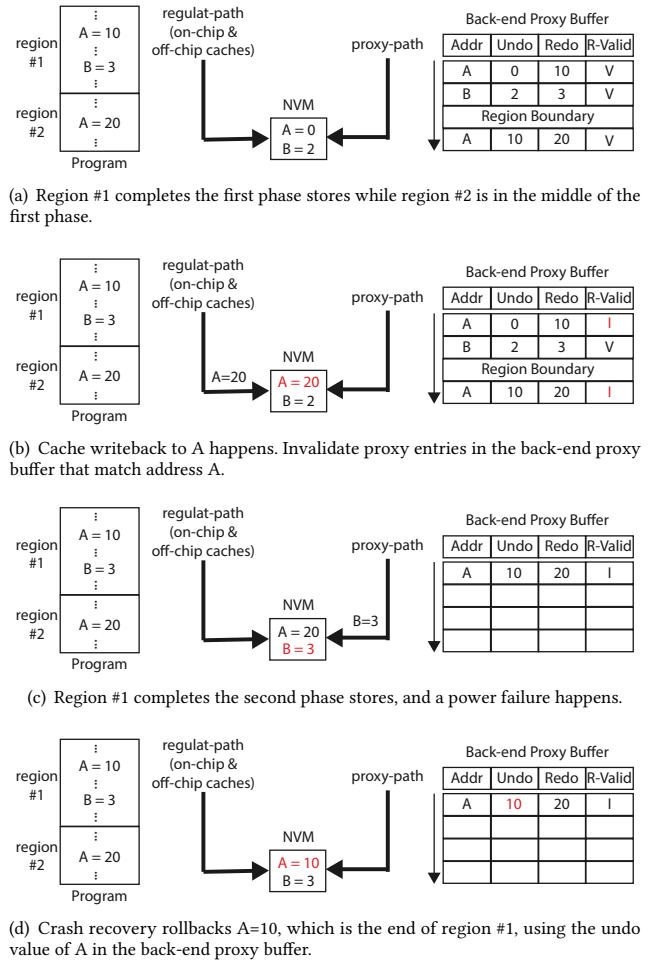 region
#1
region
#2
⋮
A = 10
⋮
B = 3
⋮
⋮
A = 20
⋮
Program
regulat-path
(on-chip &
off-chip caches)
proxy-path
NVM
A = 0
B = 2
Back-end Proxy Buffer
Addr Undo Redo R-Valid
A 0 10 V
B 2 3 V
Region Boundary
A 10 20 V
(a) Region #1 completes the first phase stores while region #2 is in the middle of the
first phase.
region
#1
region
#2
⋮
A = 10
⋮
B = 3
⋮
⋮
A = 20
⋮
Program
regulat-path
(on-chip &
off-chip caches)
proxy-path
A=20
NVM
A = 20
B = 2
Back-end Proxy Buffer
Addr Undo Redo R-Valid
A 0 10 I
B 2 3 V
Region Boundary
A 10 20 I
(b) Cache writeback to A happens. Invalidate proxy entries in the back-end proxy
buffer that match address A.
region
#1
region
#2
⋮
A = 10
⋮
B = 3
⋮
⋮
A = 20
⋮
Program
regulat-path
(on-chip &
off-chip caches)
proxy-path
B=3
NVM
A = 20
B = 3
Back-end Proxy Buffer
Addr Undo Redo R-Valid
A 10 20 I
(c) Region #1 completes the second phase stores, and a power failure happens.
region
#1
region
#2
⋮
A = 10
⋮
B = 3
⋮
⋮
A = 20
⋮
Program
regulat-path
(on-chip &
off-chip caches)
proxy-path
NVM
A = 10
B = 3
Back-end Proxy Buffer
Addr Undo Redo R-Valid
A 10 20 I
(d) Crash recovery rollbacks A=10, which is the end of region #1, using the undo
value of A in the back-end proxy buffer.